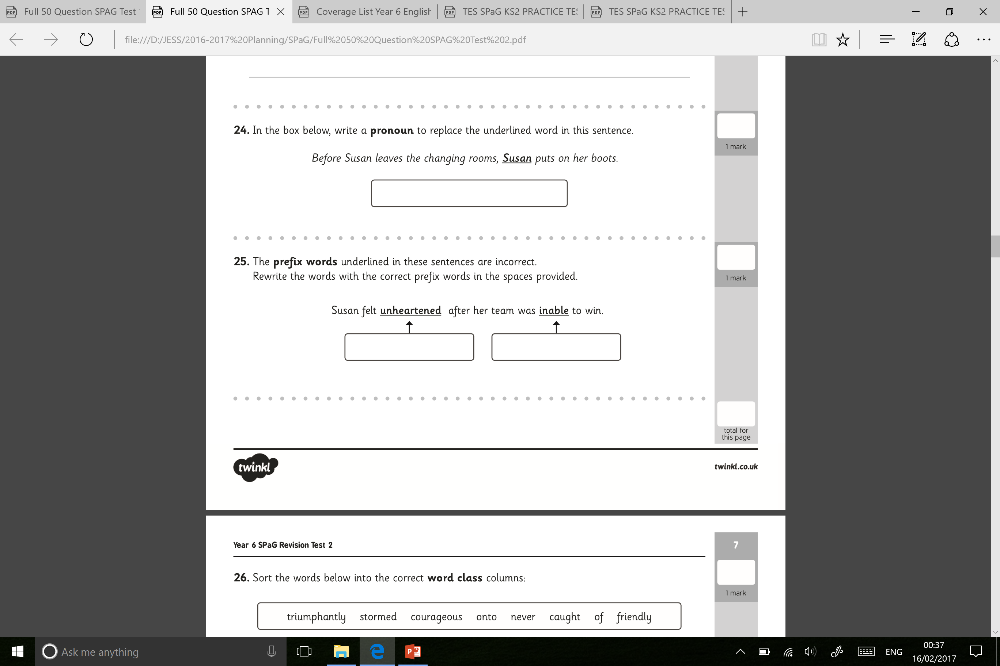 Full 50 Question SPAG Test
Full 50 Question SPAG T
Coverage List Year 6 English
TES SPaG KS2 PRACTICE TES
TES SPaG KS2 PRACTICE TES
file:///D:/JESS/2016-2017%20Planning/SPaG/Full%2050%20Question%20SPAG%20Test%202.pdf
24. In the box below, write a pronoun to replace the underlined word in this sentence.
1 mark
Before Susan leaves the changing rooms, Susan puts on her boots.
25. The prefix words underlined in these sentences are incorrect.
Rewrite the words with the correct prefix words in the spaces provided.
1 mark
Susan felt unheartened after her team was inable to win.
total for
this page
twinkl
twinkl.co.uk
Year 6 SPaG Revision Test 2
7
26. Sort the words below into the correct word class columns:
1 mark
triumphantly stormed courageous onto never caught of friendly
Ask me anything
ENG
00:37
16/02/2017